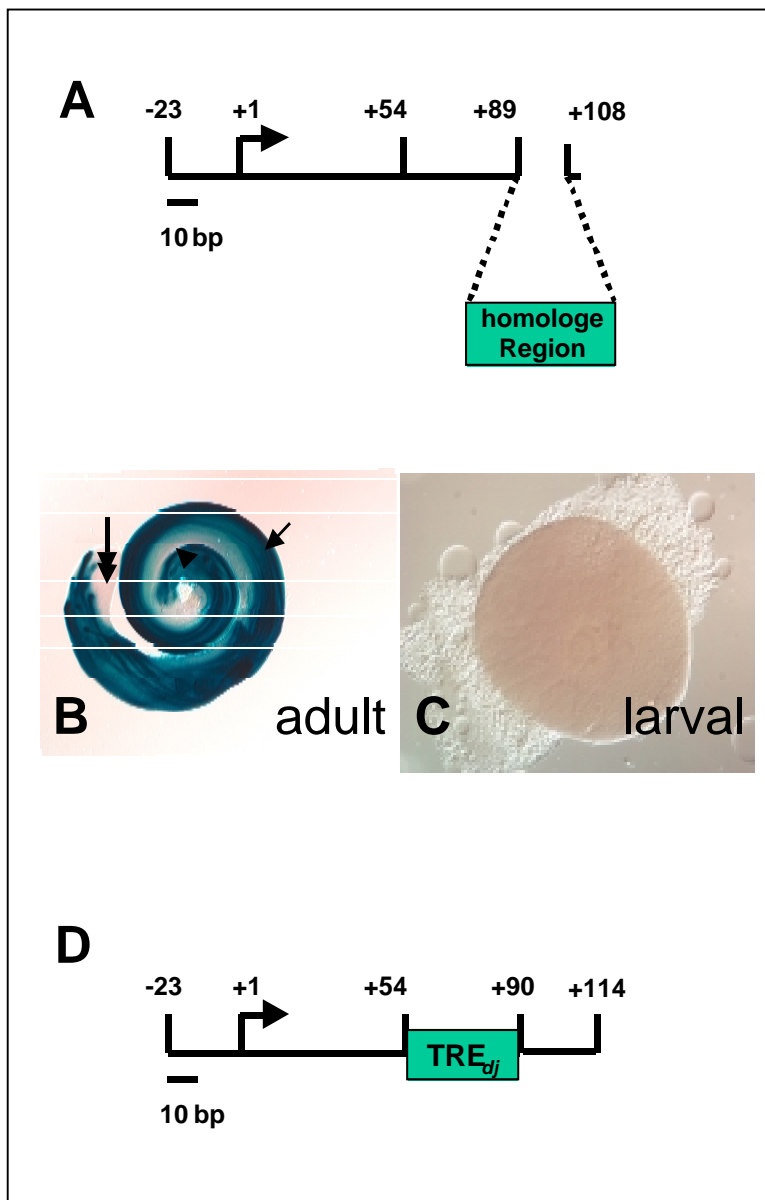 A
-23 +1 +54 +89 +108
10 bp
homologe
Region
B adult C larval
D
-23 +1 +54 +90 +114
TREdj
10 bp